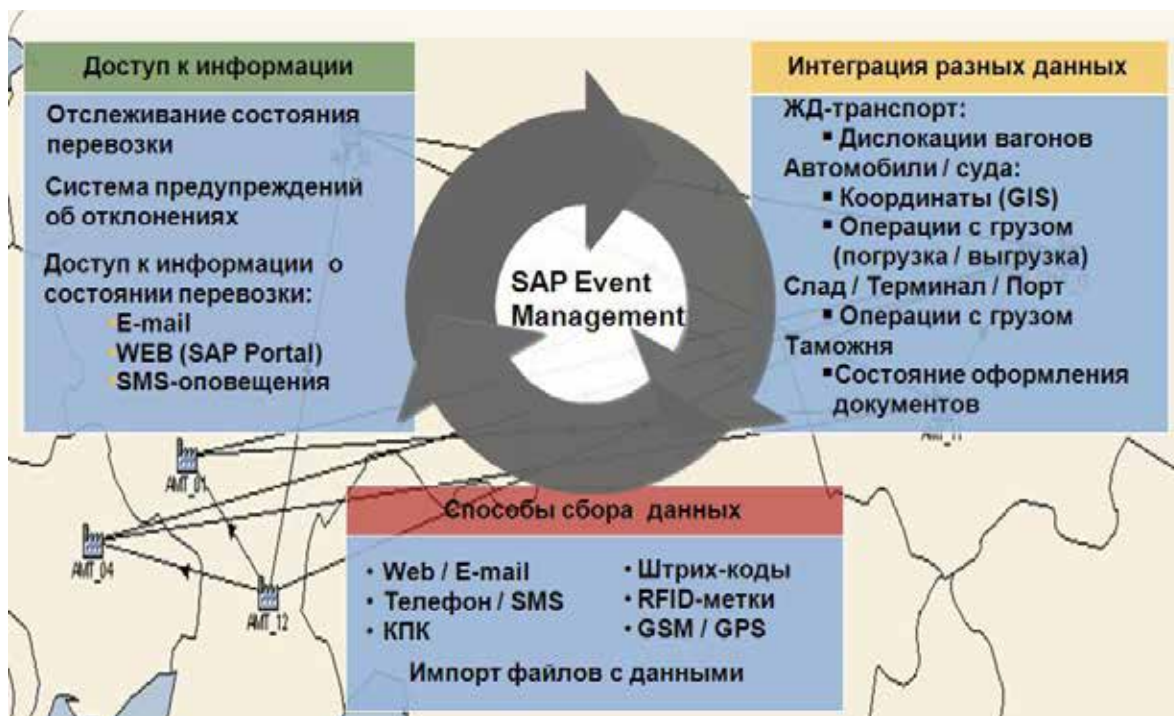 Доступ к информации
Отслеживание состояния
перевозки
Система предупреждений
об отклонениях
Доступ к информации о
состоянии перевозки:
E-mail
WEB (SAP Portal)
SMS-оповещения
SAP Event
Management
Интеграция разных данных
ЖД-транспорт:
▪ Дислокации вагонов
Автомобили / суда:
▪ Координаты (GIS)
▪ Операции с грузом
(погрузка / выгрузка)
Слад / Терминал / Порт
▪ Операции с грузом
Таможня
▪ Состояние оформления
документов
AMT_01
AMT_04
AMT_12
AMT_11
Способы сбора данных
• Web / E-mail
• Телефон / SMS
• КПК
• Штрих-коды
• RFID-метки
• GSM / GPS
Импорт файлов с данными